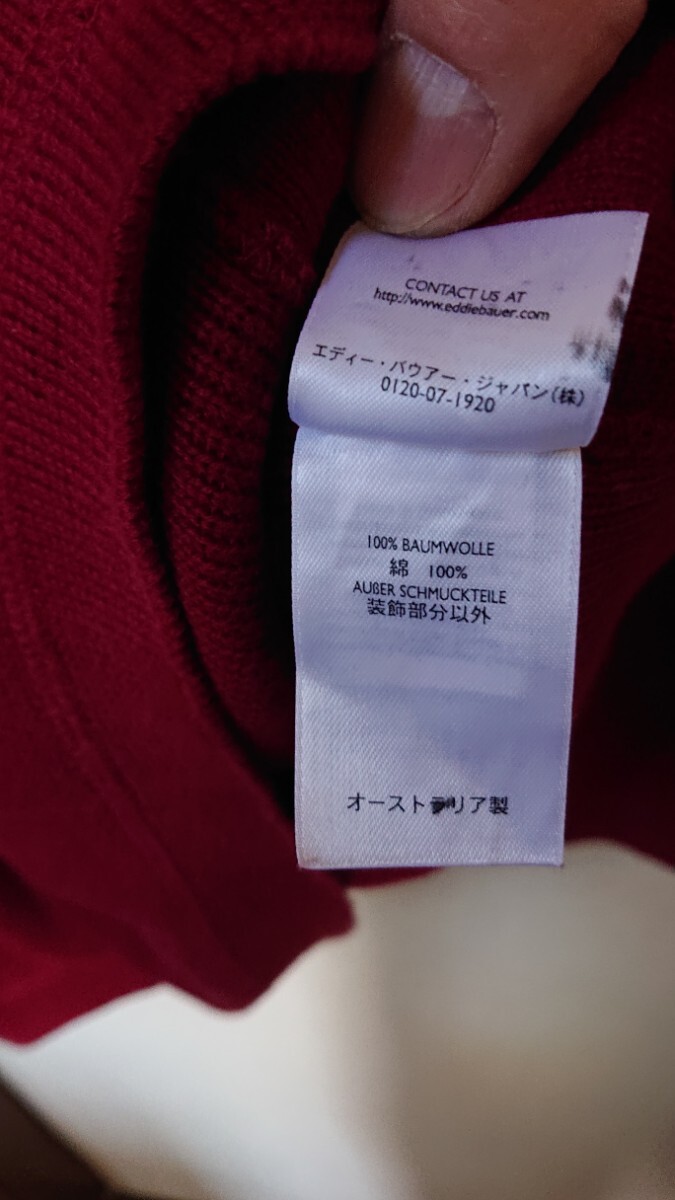 CONTACT US AT
http://www.eddiebauer.com
エディー・バウアー・ジャパン(株)
0120-07-1920
100% BAUMWOLLE
綿 100%
AUßER SCHMUCKTEILE
装飾部分以外
オーストラリア製